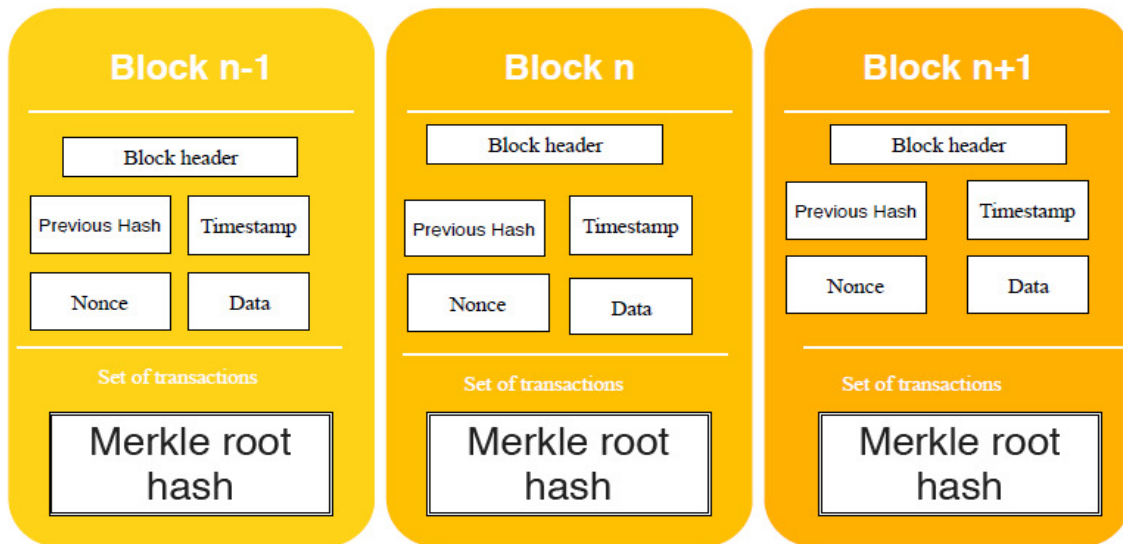 Block n-1
Block header
Previous Hash
Timestamp
Nonce
Data
Set of transactions
Merkle root
hash
Block n
Block header
Previous Hash
Timestamp
Nonce
Data
Set of transactions
Merkle root
hash
Block n+1
Block header
Previous Hash
Timestamp
Nonce
Data
Set of transactions
Merkle root
hash